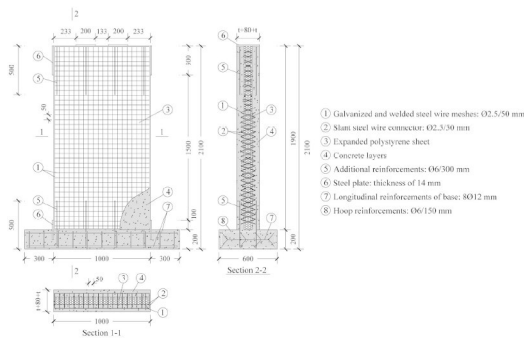 2
233 200 133 200 233
t+80+t
6
5
500
300
50
1
1
3
1500
2100
1
5
6
500
100
200
4
7
300 1000 300
2
6
5
1
3
2
4
5
8
7
1900
2100
200
600
Section 2-2
50
3 4
t+80+t
2
1
1000
Section 1-1
1 Galvanized and welded steel wire meshes: Ø2.5/50 mm
2 Slant steel wire connector: Ø2.3/30 mm
3 Expanded polystyrene sheet
4 Concrete layers
5 Additional reinforcements: Ø6/300 mm
6 Steel plate: thickness of 14 mm
7 Longitudinal reinforcements of base: 8Ø12 mm
8 Hoop reinforcements: Ø6/150 mm